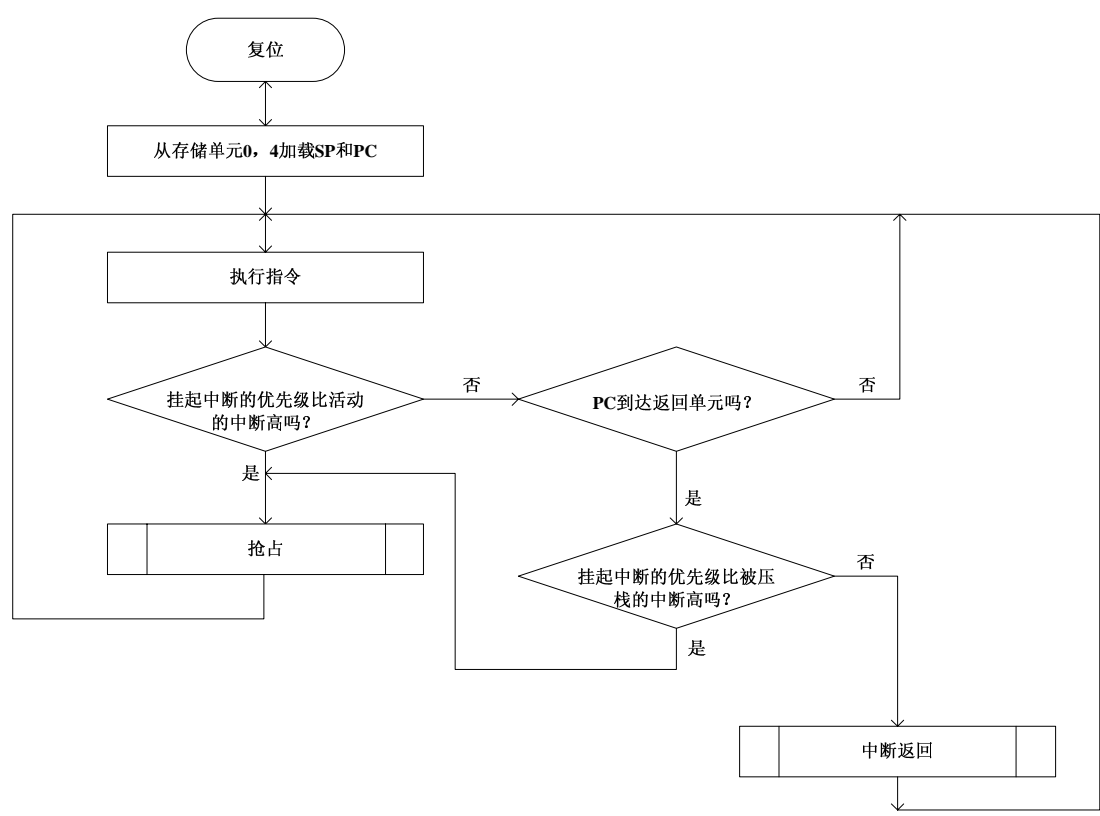 复位
从存储单元0，4加载SP和PC
执行指令
挂起中断的优先级比活动
的中断高吗？
否
PC到达返回单元吗？
否
是
是
抢占
挂起中断的优先级比被压
栈的中断高吗？
否
是
中断返回